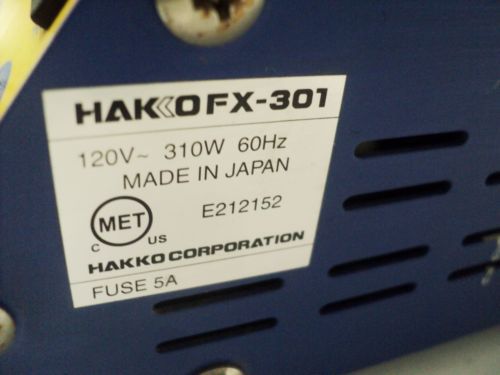 HAKKO FX-301
120V~ 310W 60Hz
MADE IN JAPAN
MET
C US
E212152
HAKKO CORPORATION
FUSE 5A